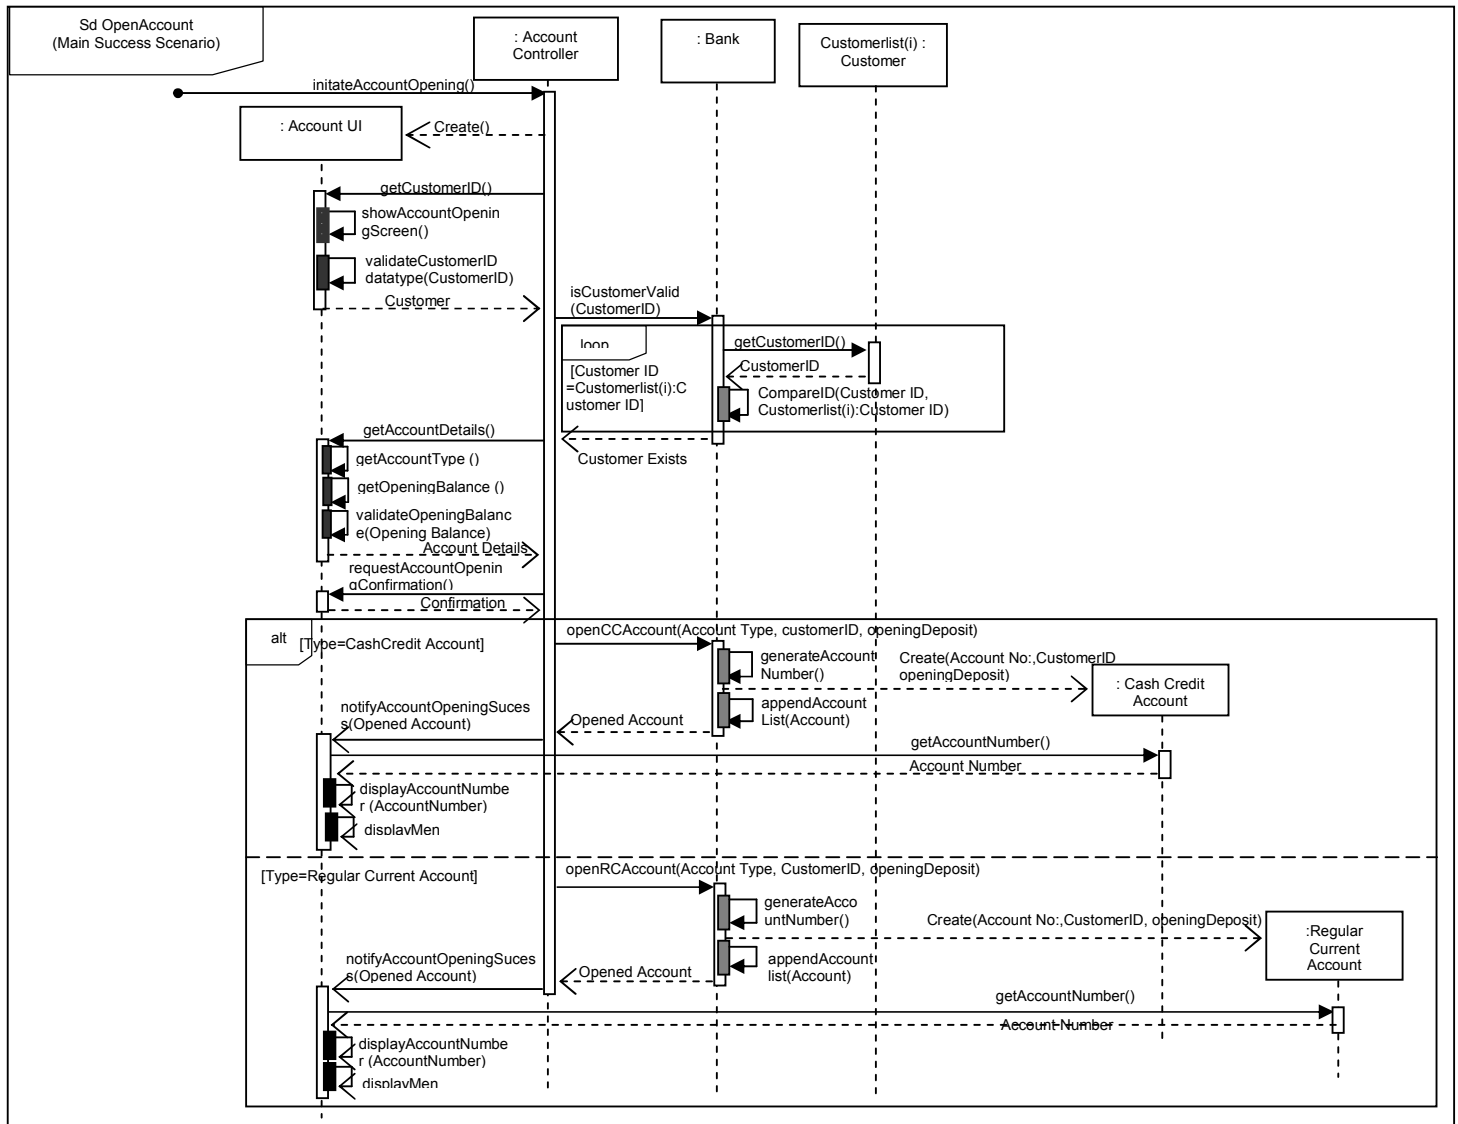 Sd OpenAccount
(Main Success Scenario)
: Account
Controller
: Bank
Customerlist(i) :
Customer
initateAccountOpening()
: Account UI
Create()
getCustomerID()
showAccountOpenin
gScreen()
validateCustomerID
datatype(CustomerID)
Customer
isCustomerValid
(CustomerID)
loop
[Customer ID
=Customerlist(i):C
ustomer ID]
getCustomerID()
CustomerID
CompareID(Customer ID,
Customerlist(i):Customer ID)
Customer Exists
getAccountDetails()
getAccountType ()
getOpeningBalance ()
validateOpeningBalanc
e(Opening Balance)
Account Details
requestAccountOpenin
gConfirmation()
Confirmation
alt
[Type=CashCredit Account]
openCCAccount(Account Type, customerID, openingDeposit)
generateAccount
Number()
Create(Account No:,CustomerID
openingDeposit)
: Cash Credit
Account
appendAccount
List(Account)
Opened Account
notifyAccountOpeningSuces
s(Opened Account)
getAccountNumber()
Account Number
displayAccountNumbe
r (AccountNumber)
displayMen
[Type=Regular Current Account]
openRCAccount(Account Type, CustomerID, openingDeposit)
generateAcco
untNumber()
Create(Account No:,CustomerID, openingDeposit)
:Regular
Current
Account
appendAccount
list(Account)
Opened Account
notifyAccountOpeningSuces
s(Opened Account)
getAccountNumber()
Account Number
displayAccountNumbe
r (AccountNumber)
displayMen